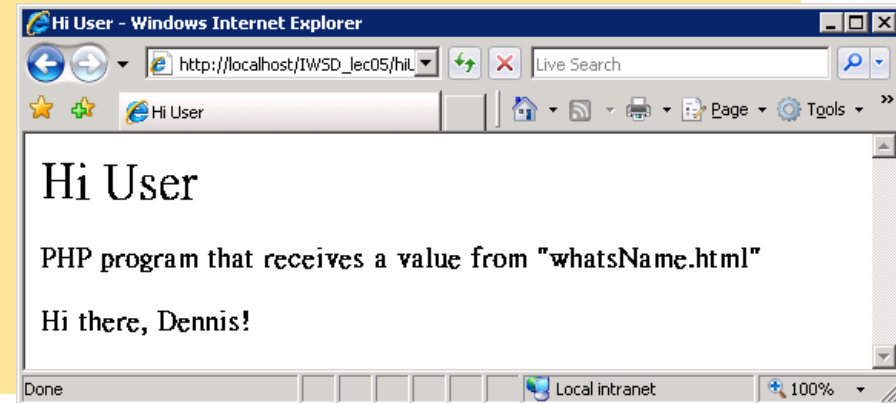 Hi User - Windows Internet Explorer
http://localhost/IWSD_lec05/hiU
Live Search
Hi User
Page
Tools
»
Hi User
PHP program that receives a value from "whatsName.html"
Hi there, Dennis!
Done
Local intranet
100%